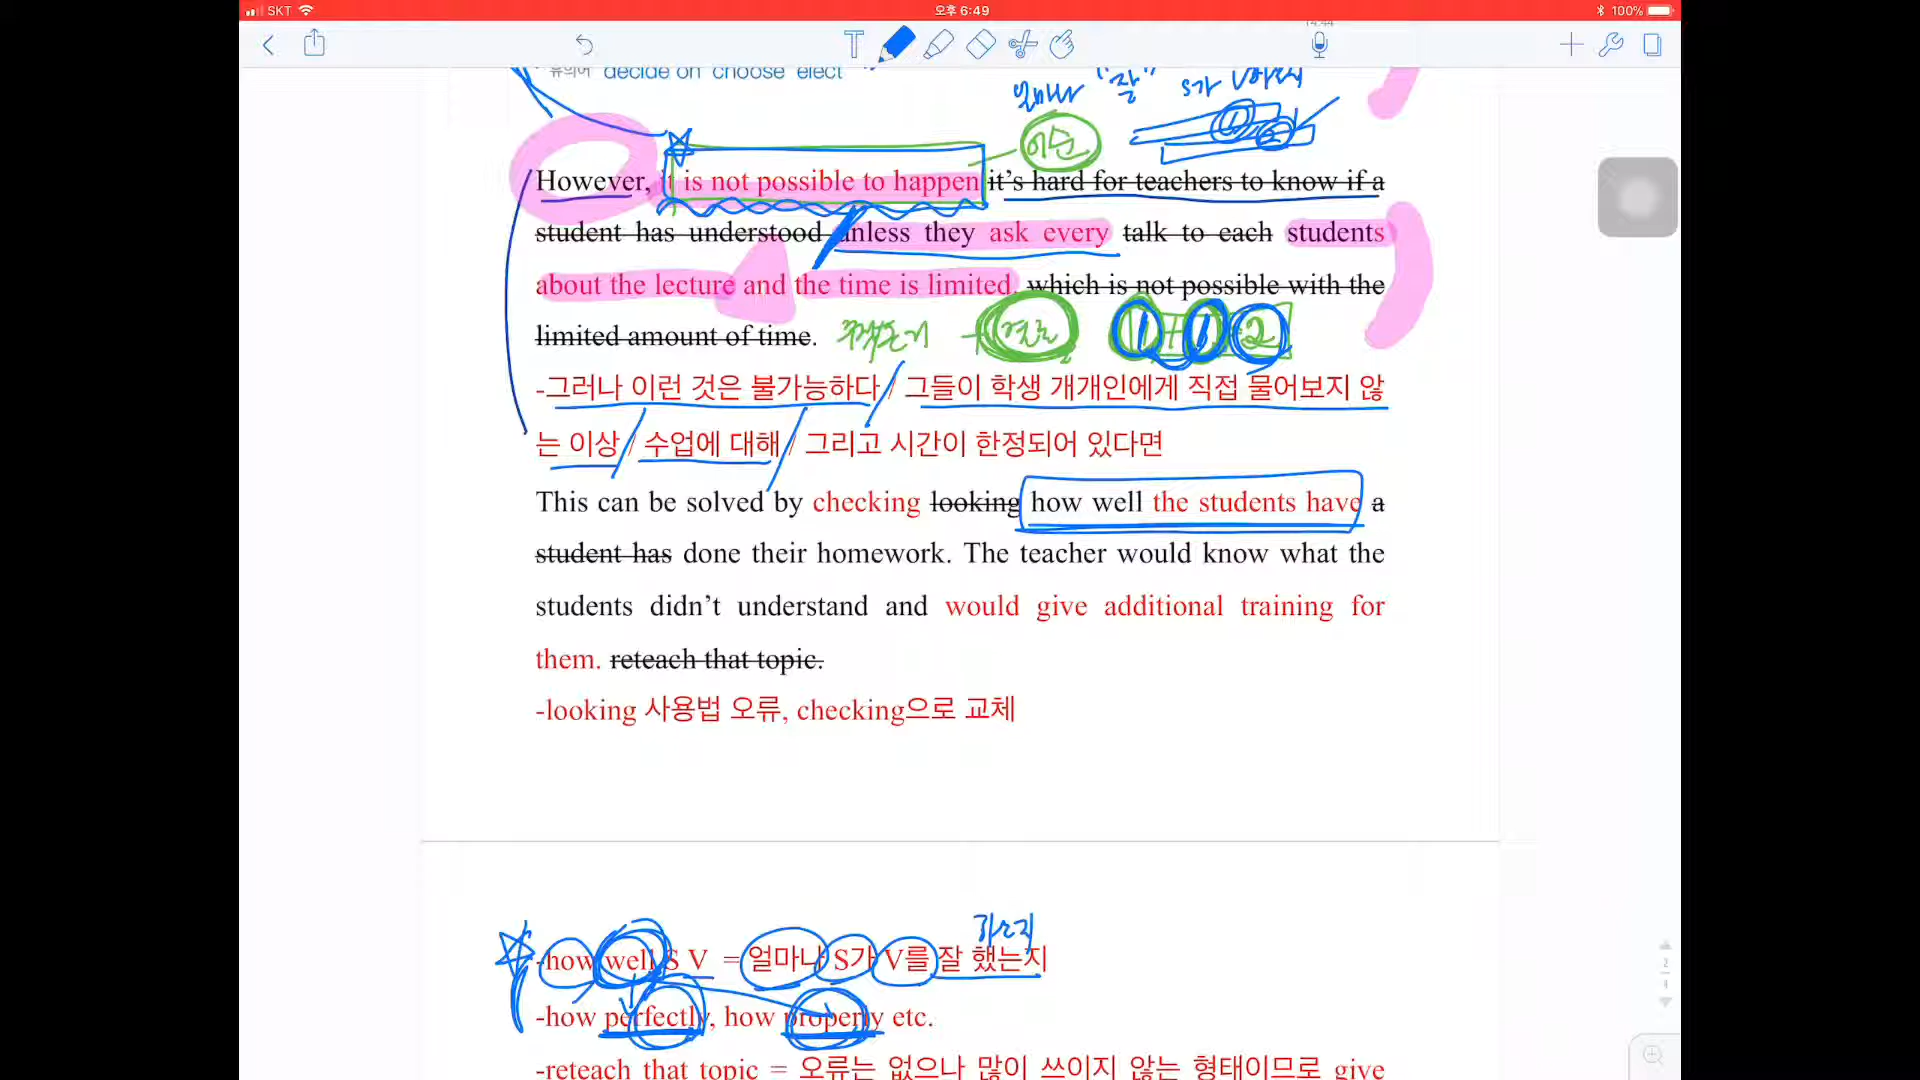 SKT 오후 6:49 100%
유의어 decide on choose elect
얼마나 "잘" S가
이순
However, it is not possible to happen it's hard for teachers to know if a
student has understood unless they ask every talk to each students
about the lecture and the time is limited. which is not possible with the
limited amount of time.
결론 1+1=2
-그러나 이런 것은 불가능하다/ 그들이 학생 개개인에게 직접 물어보지 않
는 이상/ 수업에 대해/ 그리고 시간이 한정되어 있다면
This can be solved by checking looking how well the students have a
student has done their homework. The teacher would know what the
students didn't understand and would give additional training for
them. reteach that topic.
-looking 사용법 오류, checking으로 교체
하는지
-how well S V = 얼마나 S가 V를 잘 했는지
-how perfectly, how properly etc.
-reteach that topic = 오류는 없으나 많이 쓰이지 않는 형태이므로 give
2
4